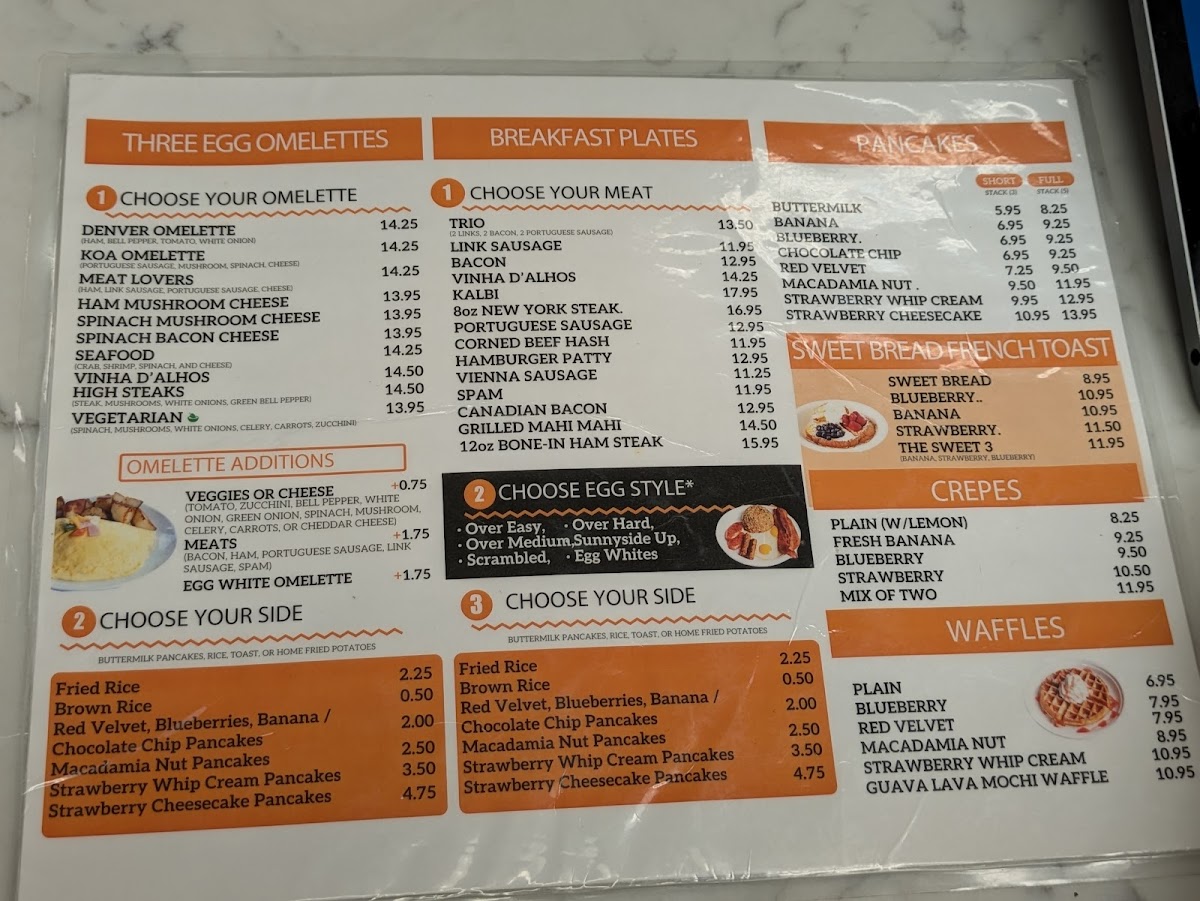 THREE EGG OMELETTES
1 CHOOSE YOUR OMELETTE
DENVER OMELETTE 14.25
(HAM, BELL PEPPER, TOMATO, WHITE ONION)
KOA OMELETTE 14.25
(PORTUGUESE SAUSAGE, MUSHROOM, SPINACH, CHEESE)
MEAT LOVERS 14.25
(HAM, LINK SAUSAGE, PORTUGUESE SAUSAGE, CHEESE)
HAM MUSHROOM CHEESE 13.95
SPINACH MUSHROOM CHEESE 13.95
SPINACH BACON CHEESE 13.95
SEAFOOD 14.25
(CRAB, SHRIMP, SPINACH, AND CHEESE)
VINHA D'ALHOS 14.50
HIGH STEAKS 14.50
(STEAK, MUSHROOMS, WHITE ONIONS, GREEN BELL PEPPER)
VEGETARIAN 13.95
(SPINACH, MUSHROOMS, WHITE ONIONS, CELERY, CARROTS, ZUCCHINI)
OMELETTE ADDITIONS
VEGGIES OR CHEESE +0.75
(TOMATO, ZUCCHINI, BELL PEPPER, WHITE
ONION, GREEN ONION, SPINACH, MUSHROOM,
CELERY, CARROTS, OR CHEDDAR CHEESE)
MEATS +1.75
(BACON, HAM, PORTUGUESE SAUSAGE, LINK
SAUSAGE, SPAM)
EGG WHITE OMELETTE +1.75
2 CHOOSE YOUR SIDE
BUTTERMILK PANCAKES, RICE, TOAST, OR HOME FRIED POTATOES
Fried Rice 2.25
Brown Rice 0.50
Red Velvet, Blueberries, Banana / 2.00
Chocolate Chip Pancakes
Macadamia Nut Pancakes 2.50
Strawberry Whip Cream Pancakes 3.50
Strawberry Cheesecake Pancakes 4.75
BREAKFAST PLATES
1 CHOOSE YOUR MEAT
TRIO 13.50
(2 LINKS, 2 BACON, 2 PORTUGUESE SAUSAGE)
LINK SAUSAGE 11.95
BACON 12.95
VINHA D'ALHOS 14.25
KALBI 17.95
8oz NEW YORK STEAK. 16.95
PORTUGUESE SAUSAGE 12.95
CORNED BEEF HASH 11.95
HAMBURGER PATTY 12.95
VIENNA SAUSAGE 11.25
SPAM 11.95
CANADIAN BACON 12.95
GRILLED MAHI MAHI 14.50
12oz BONE-IN HAM STEAK 15.95
2 CHOOSE EGG STYLE*
· Over Easy, · Over Hard,
· Over Medium, Sunnyside Up,
· Scrambled, · Egg Whites
3 CHOOSE YOUR SIDE
BUTTERMILK PANCAKES, RICE, TOAST, OR HOME FRIED POTATOES
Fried Rice 2.25
Brown Rice 0.50
Red Velvet, Blueberries, Banana / 2.00
Chocolate Chip Pancakes
Macadamia Nut Pancakes 2.50
Strawberry Whip Cream Pancakes 3.50
Strawberry Cheesecake Pancakes 4.75
PANCAKES
SHORT FULL
STACK (3) STACK (5)
BUTTERMILK 5.95 8.25
BANANA 6.95 9.25
BLUEBERRY. 6.95 9.25
CHOCOLATE CHIP 6.95 9.25
RED VELVET 7.25 9.50
MACADAMIA NUT . 9.50 11.95
STRAWBERRY WHIP CREAM 9.95 12.95
STRAWBERRY CHEESECAKE 10.95 13.95
SWEET BREAD FRENCH TOAST
SWEET BREAD 8.95
BLUEBERRY.. 10.95
BANANA 10.95
STRAWBERRY. 11.50
THE SWEET 3 11.95
(BANANA, STRAWBERRY, BLUEBERRY)
CREPES
PLAIN (W/LEMON) 8.25
FRESH BANANA 9.25
BLUEBERRY 9.50
STRAWBERRY 10.50
MIX OF TWO 11.95
WAFFLES
PLAIN 6.95
BLUEBERRY 7.95
RED VELVET 7.95
MACADAMIA NUT 8.95
STRAWBERRY WHIP CREAM 10.95
GUAVA LAVA MOCHI WAFFLE 10.95